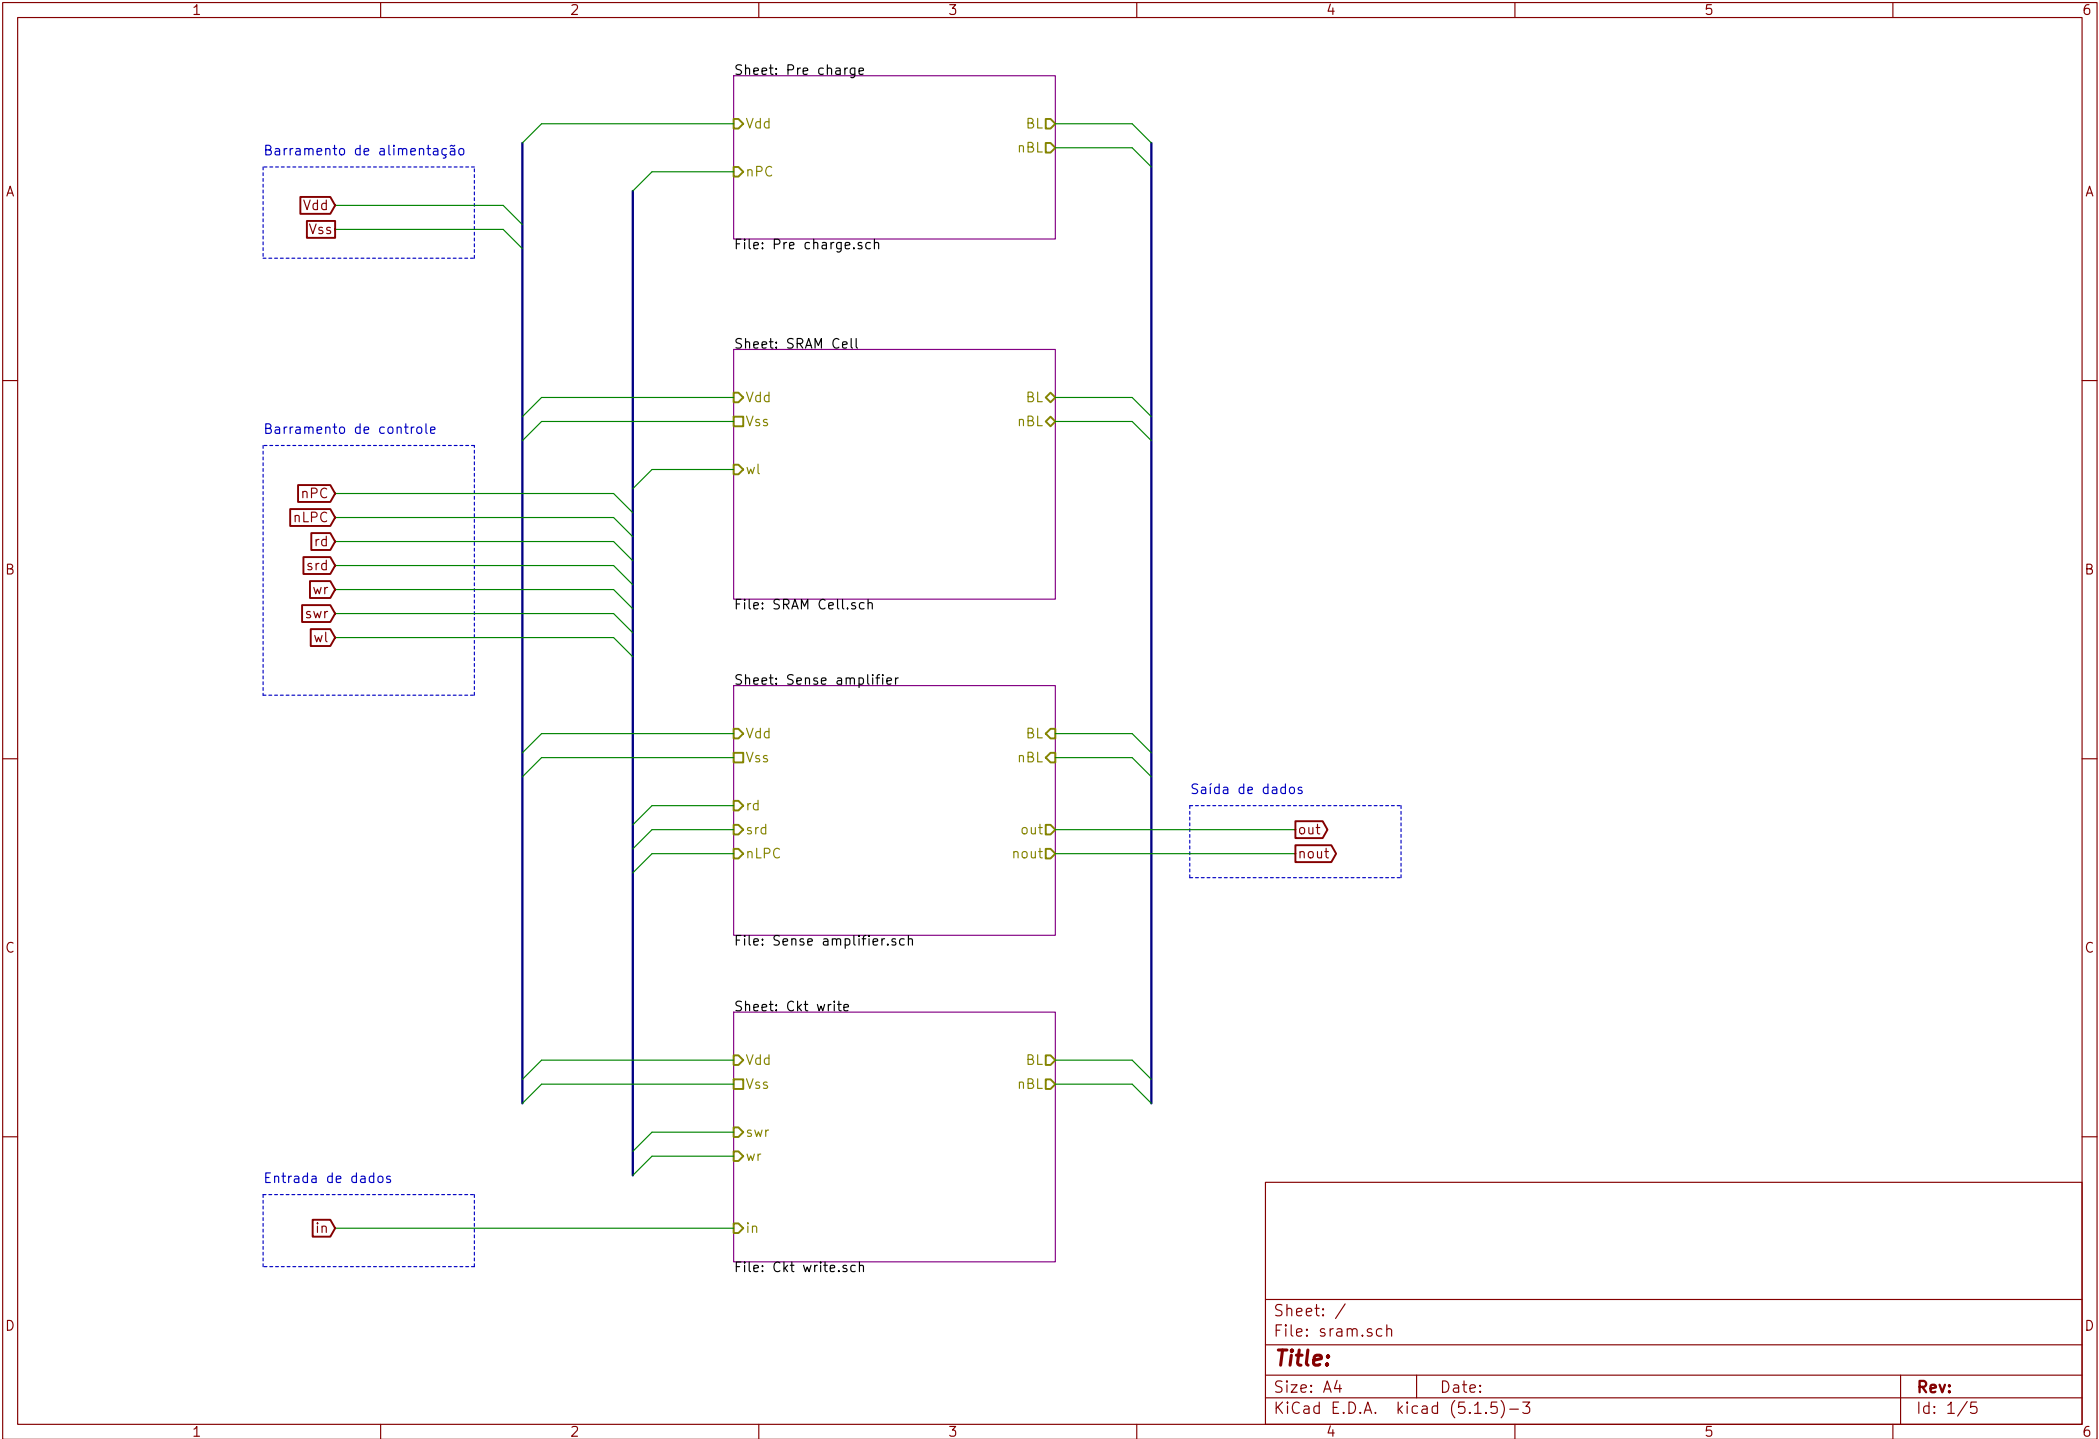 1 2 3 4 5 6
A
B
C
D
Barramento de alimentação
Vdd
Vss
Barramento de controle
nPC
nLPC
rd
srd
wr
swr
wl
Entrada de dados
in
Sheet: Pre charge
Vdd
nPC
BL
nBL
File: Pre charge.sch
Sheet: SRAM Cell
Vdd
Vss
wl
BL
nBL
File: SRAM Cell.sch
Sheet: Sense amplifier
Vdd
Vss
rd
srd
nLPC
BL
nBL
out
nout
File: Sense amplifier.sch
Sheet: Ckt write
Vdd
Vss
swr
wr
in
BL
nBL
File: Ckt write.sch
Saída de dados
out
nout
A
B
C
D
Sheet: /
File: sram.sch
Title:
Size: A4 Date: Rev:
KiCad E.D.A. kicad (5.1.5)-3 Id: 1/5
1 2 3 4 5 6